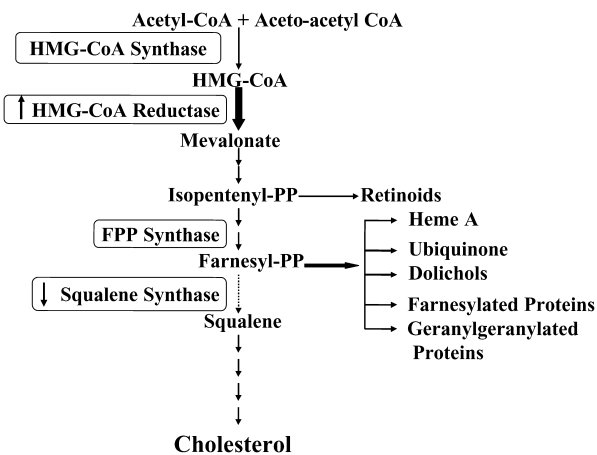 Acetyl-CoA + Aceto-acetyl CoA
HMG-CoA Synthase
HMG-CoA
↑ HMG-CoA Reductase
Mevalonate
Isopentenyl-PP
Retinoids
Heme A
FPP Synthase
Ubiquinone
Farnesyl-PP
Dolichols
↓ Squalene Synthase
Farnesylated Proteins
Squalene
Geranylgeranylated
Proteins
Cholesterol